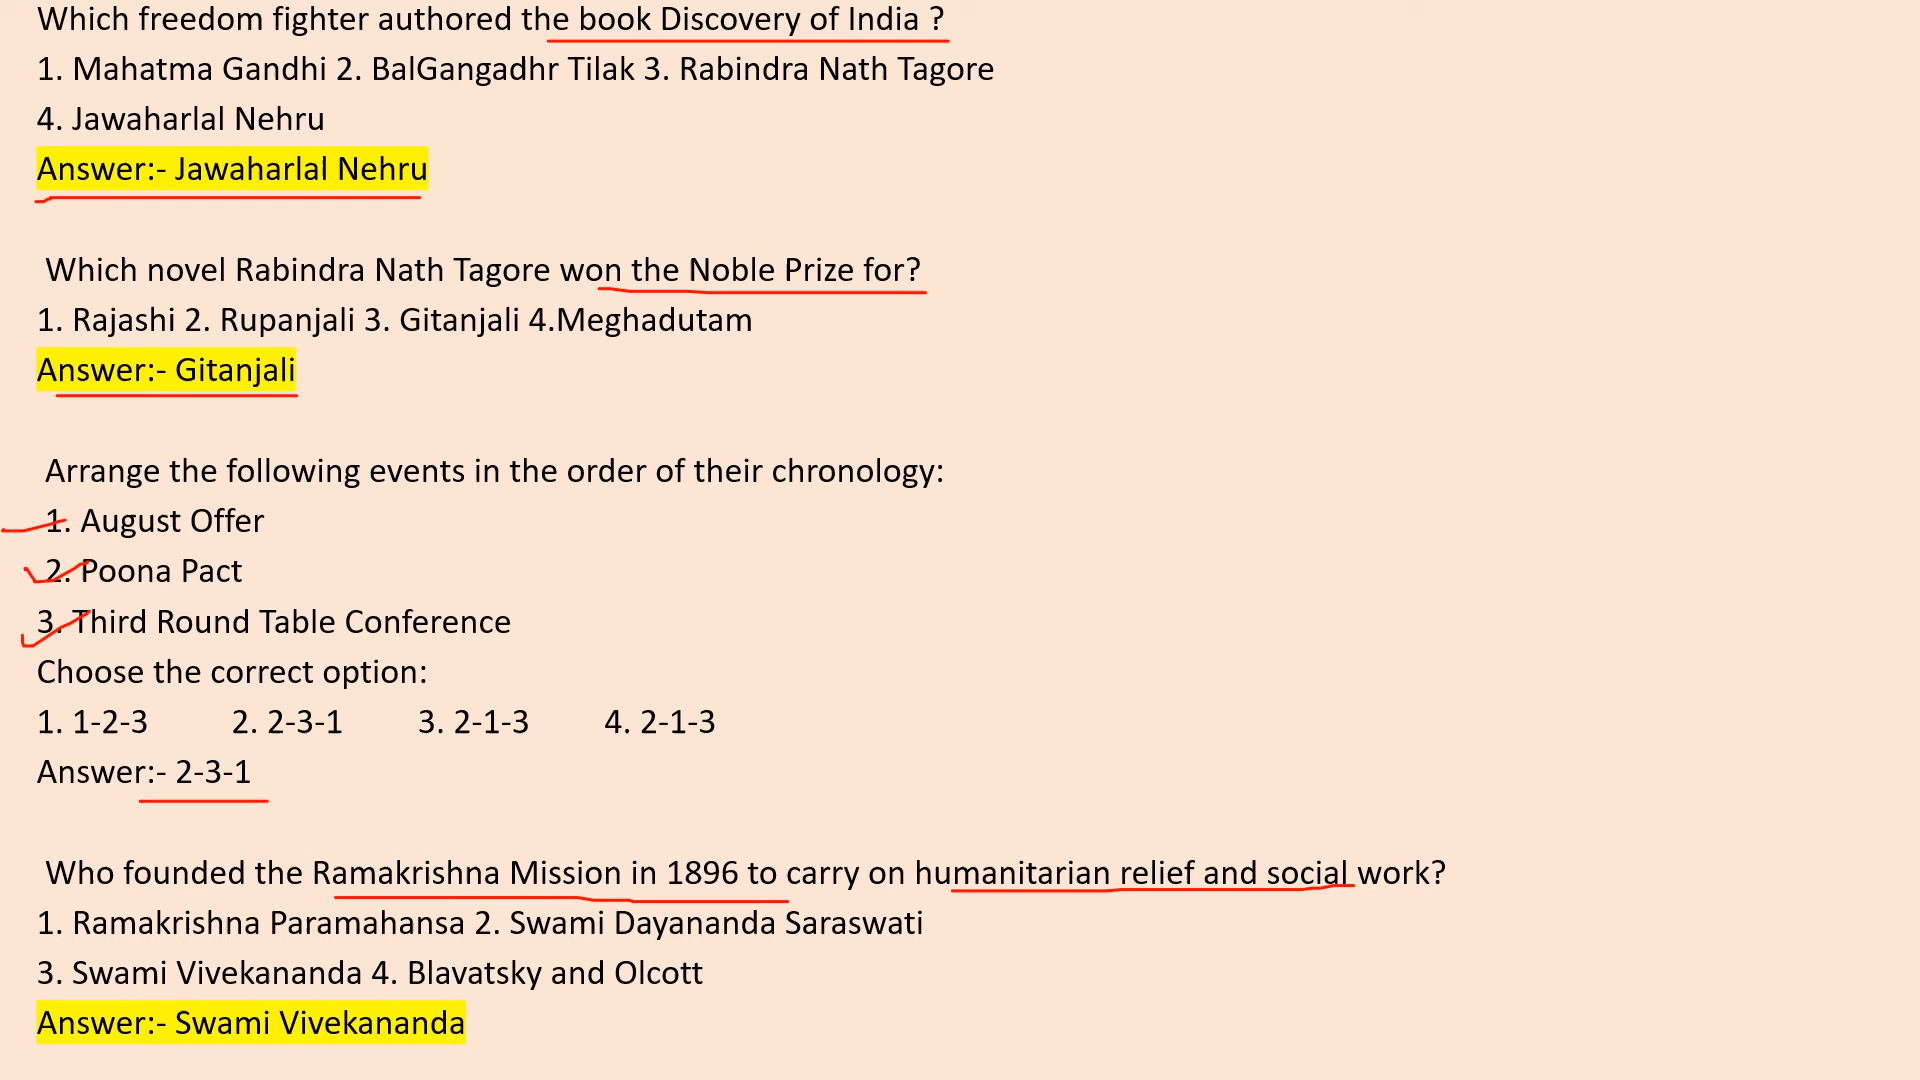 Which freedom fighter authored the book Discovery of India ?
1. Mahatma Gandhi 2. BalGangadhr Tilak 3. Rabindra Nath Tagore
4. Jawaharlal Nehru
Answer:- Jawaharlal Nehru
Which novel Rabindra Nath Tagore won the Noble Prize for?
1. Rajashi 2. Rupanjali 3. Gitanjali 4.Meghadutam
Answer:- Gitanjali
Arrange the following events in the order of their chronology:
1. August Offer
2. Poona Pact
3. Third Round Table Conference
Choose the correct option:
1. 1-2-3 2. 2-3-1 3. 2-1-3 4. 2-1-3
Answer:- 2-3-1
Who founded the Ramakrishna Mission in 1896 to carry on humanitarian relief and social work?
1. Ramakrishna Paramahansa 2. Swami Dayananda Saraswati
3. Swami Vivekananda 4. Blavatsky and Olcott
Answer:- Swami Vivekananda